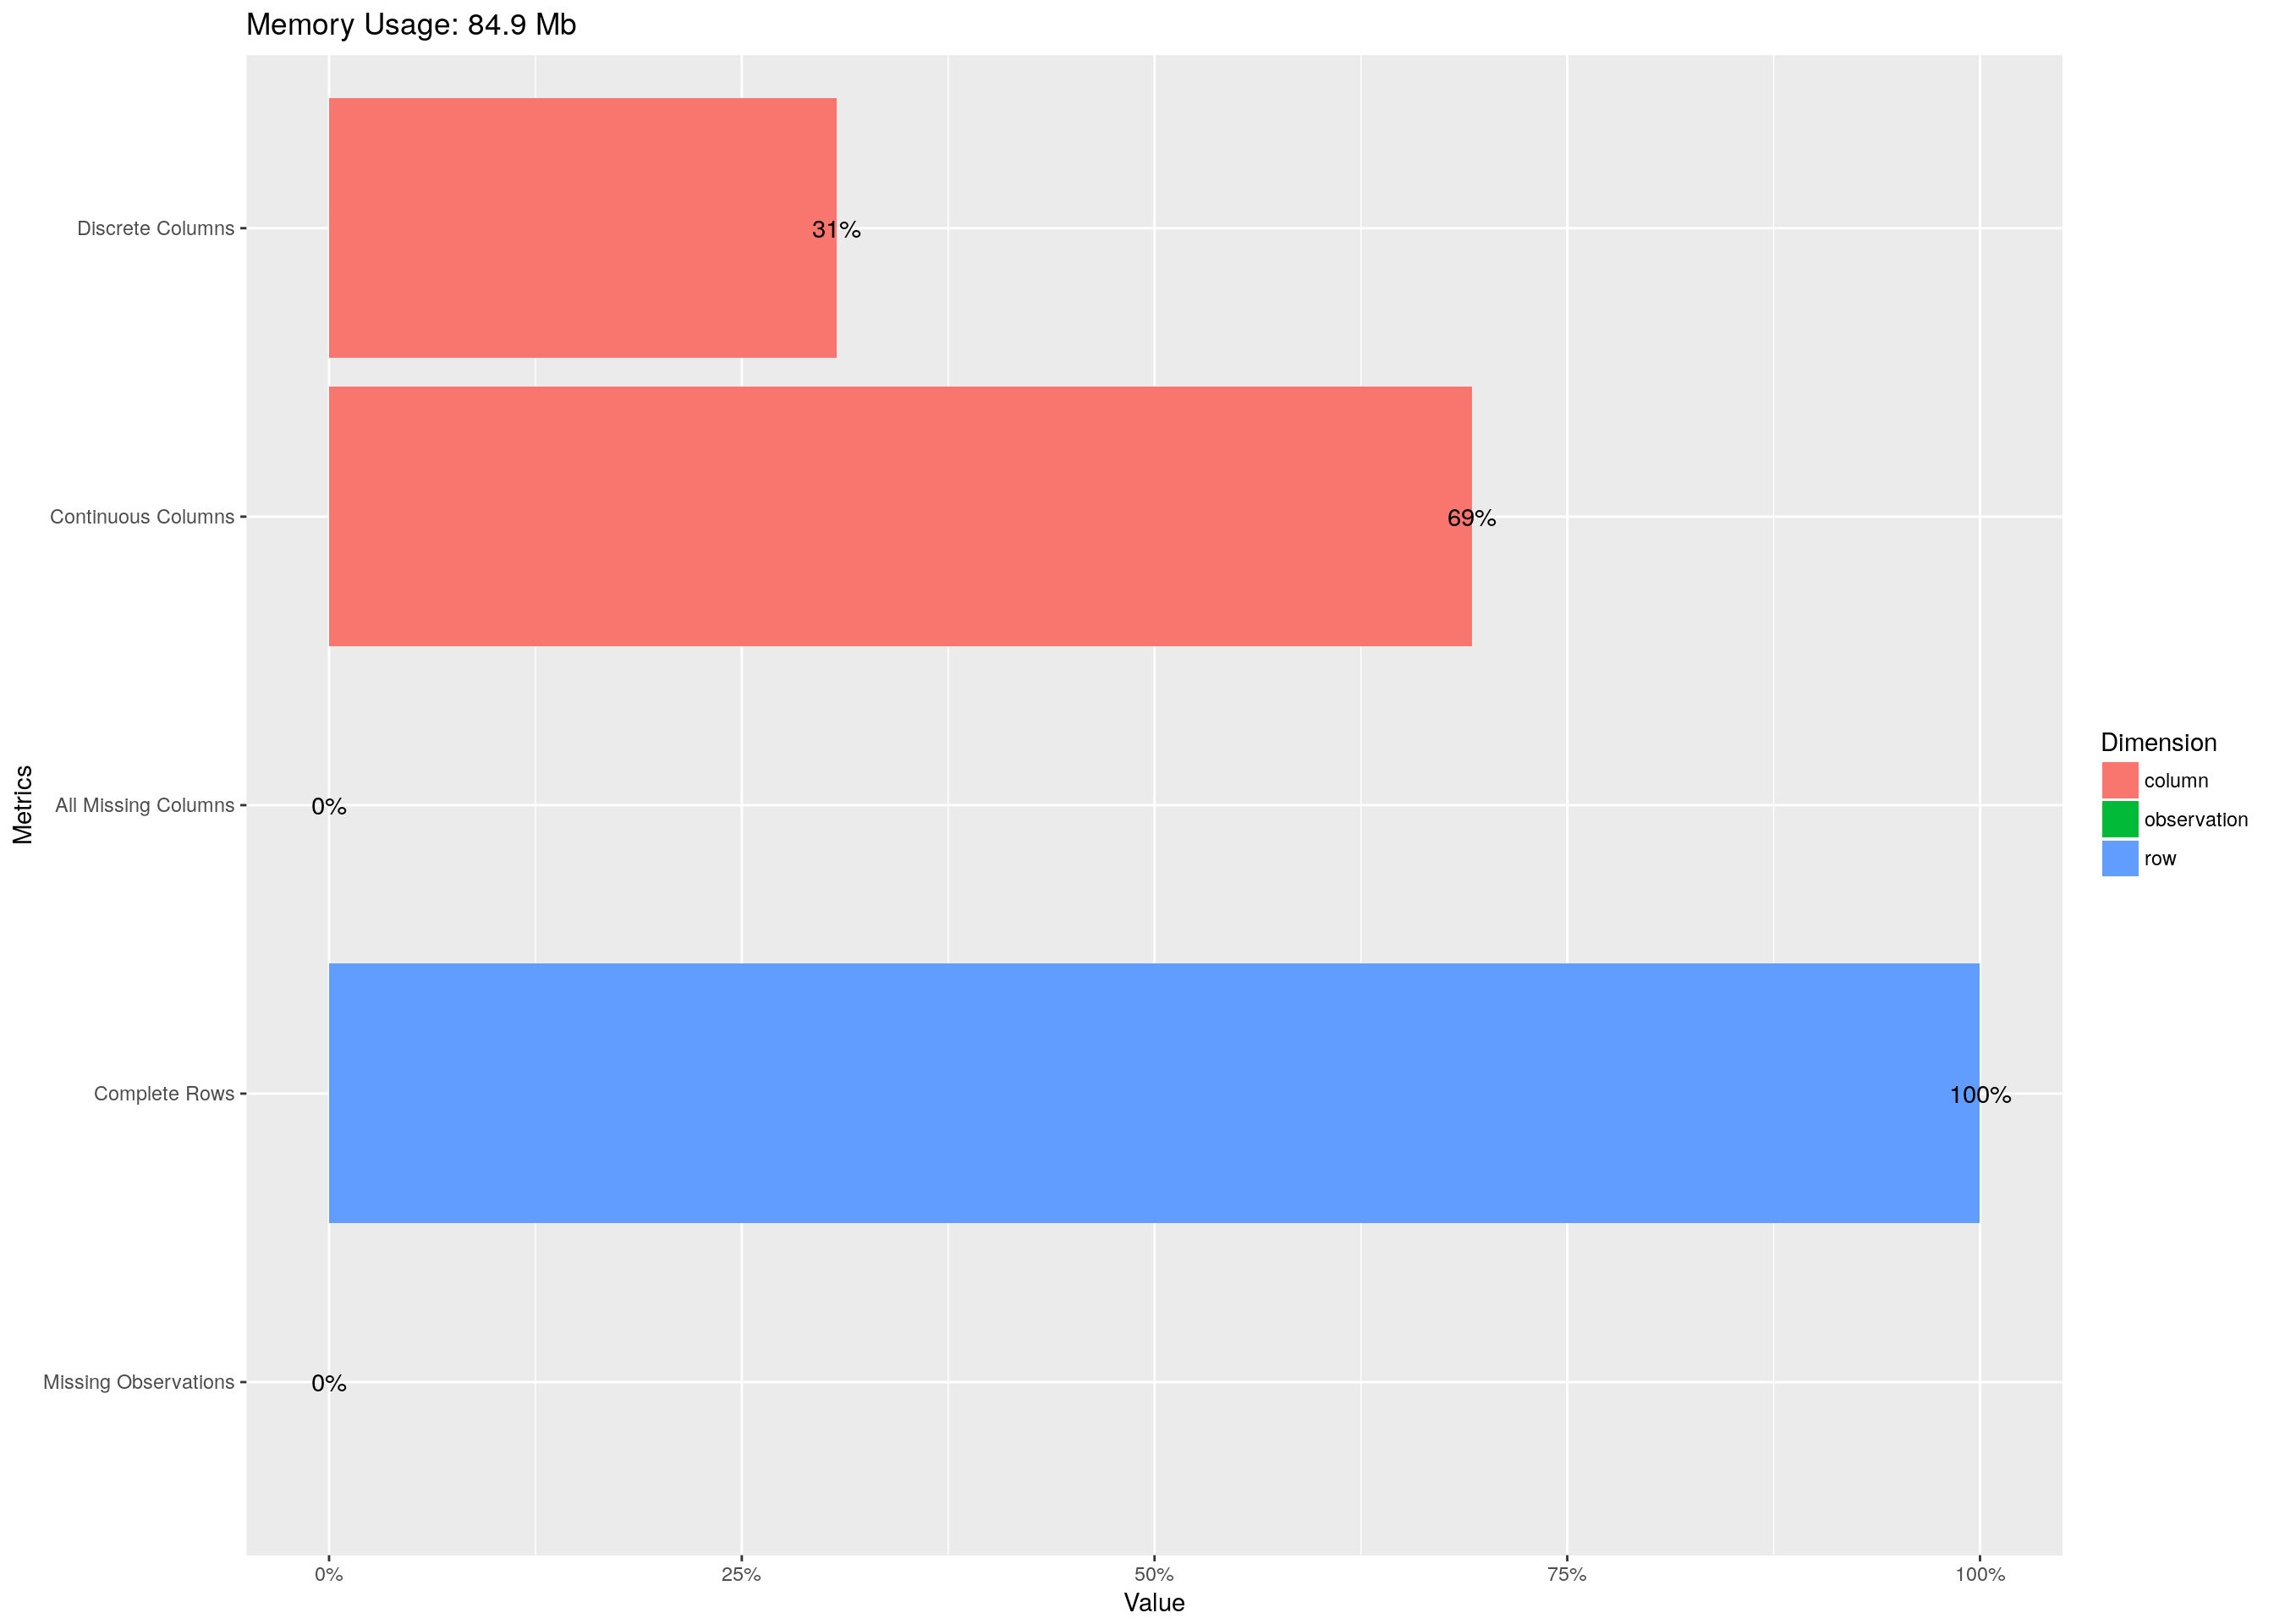 Memory Usage: 84.9 Mb
Discrete Columns
31%
Continuous Columns
69%
All Missing Columns
0%
Complete Rows
100%
Missing Observations
0%
Metrics
0%
25%
50%
75%
100%
Value
Dimension
column
observation
row